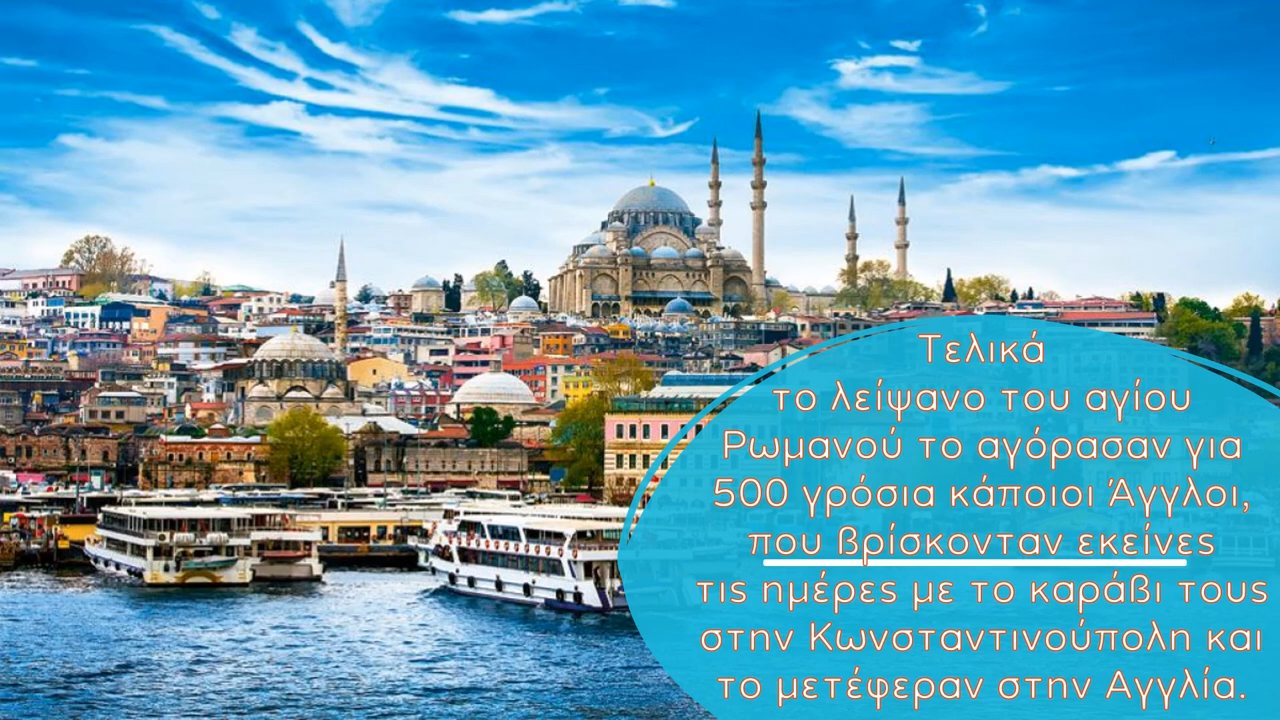 Τελικά
το λείψανο του αγίου
Ρωμανού το αγόρασαν για
500 γρόσια κάποιοι Άγγλοι,
που βρίσκονταν εκείνες
τις ημέρες με το καράβι τους
στην Κωνσταντινούπολη και
το μετέφεραν στην Αγγλία.